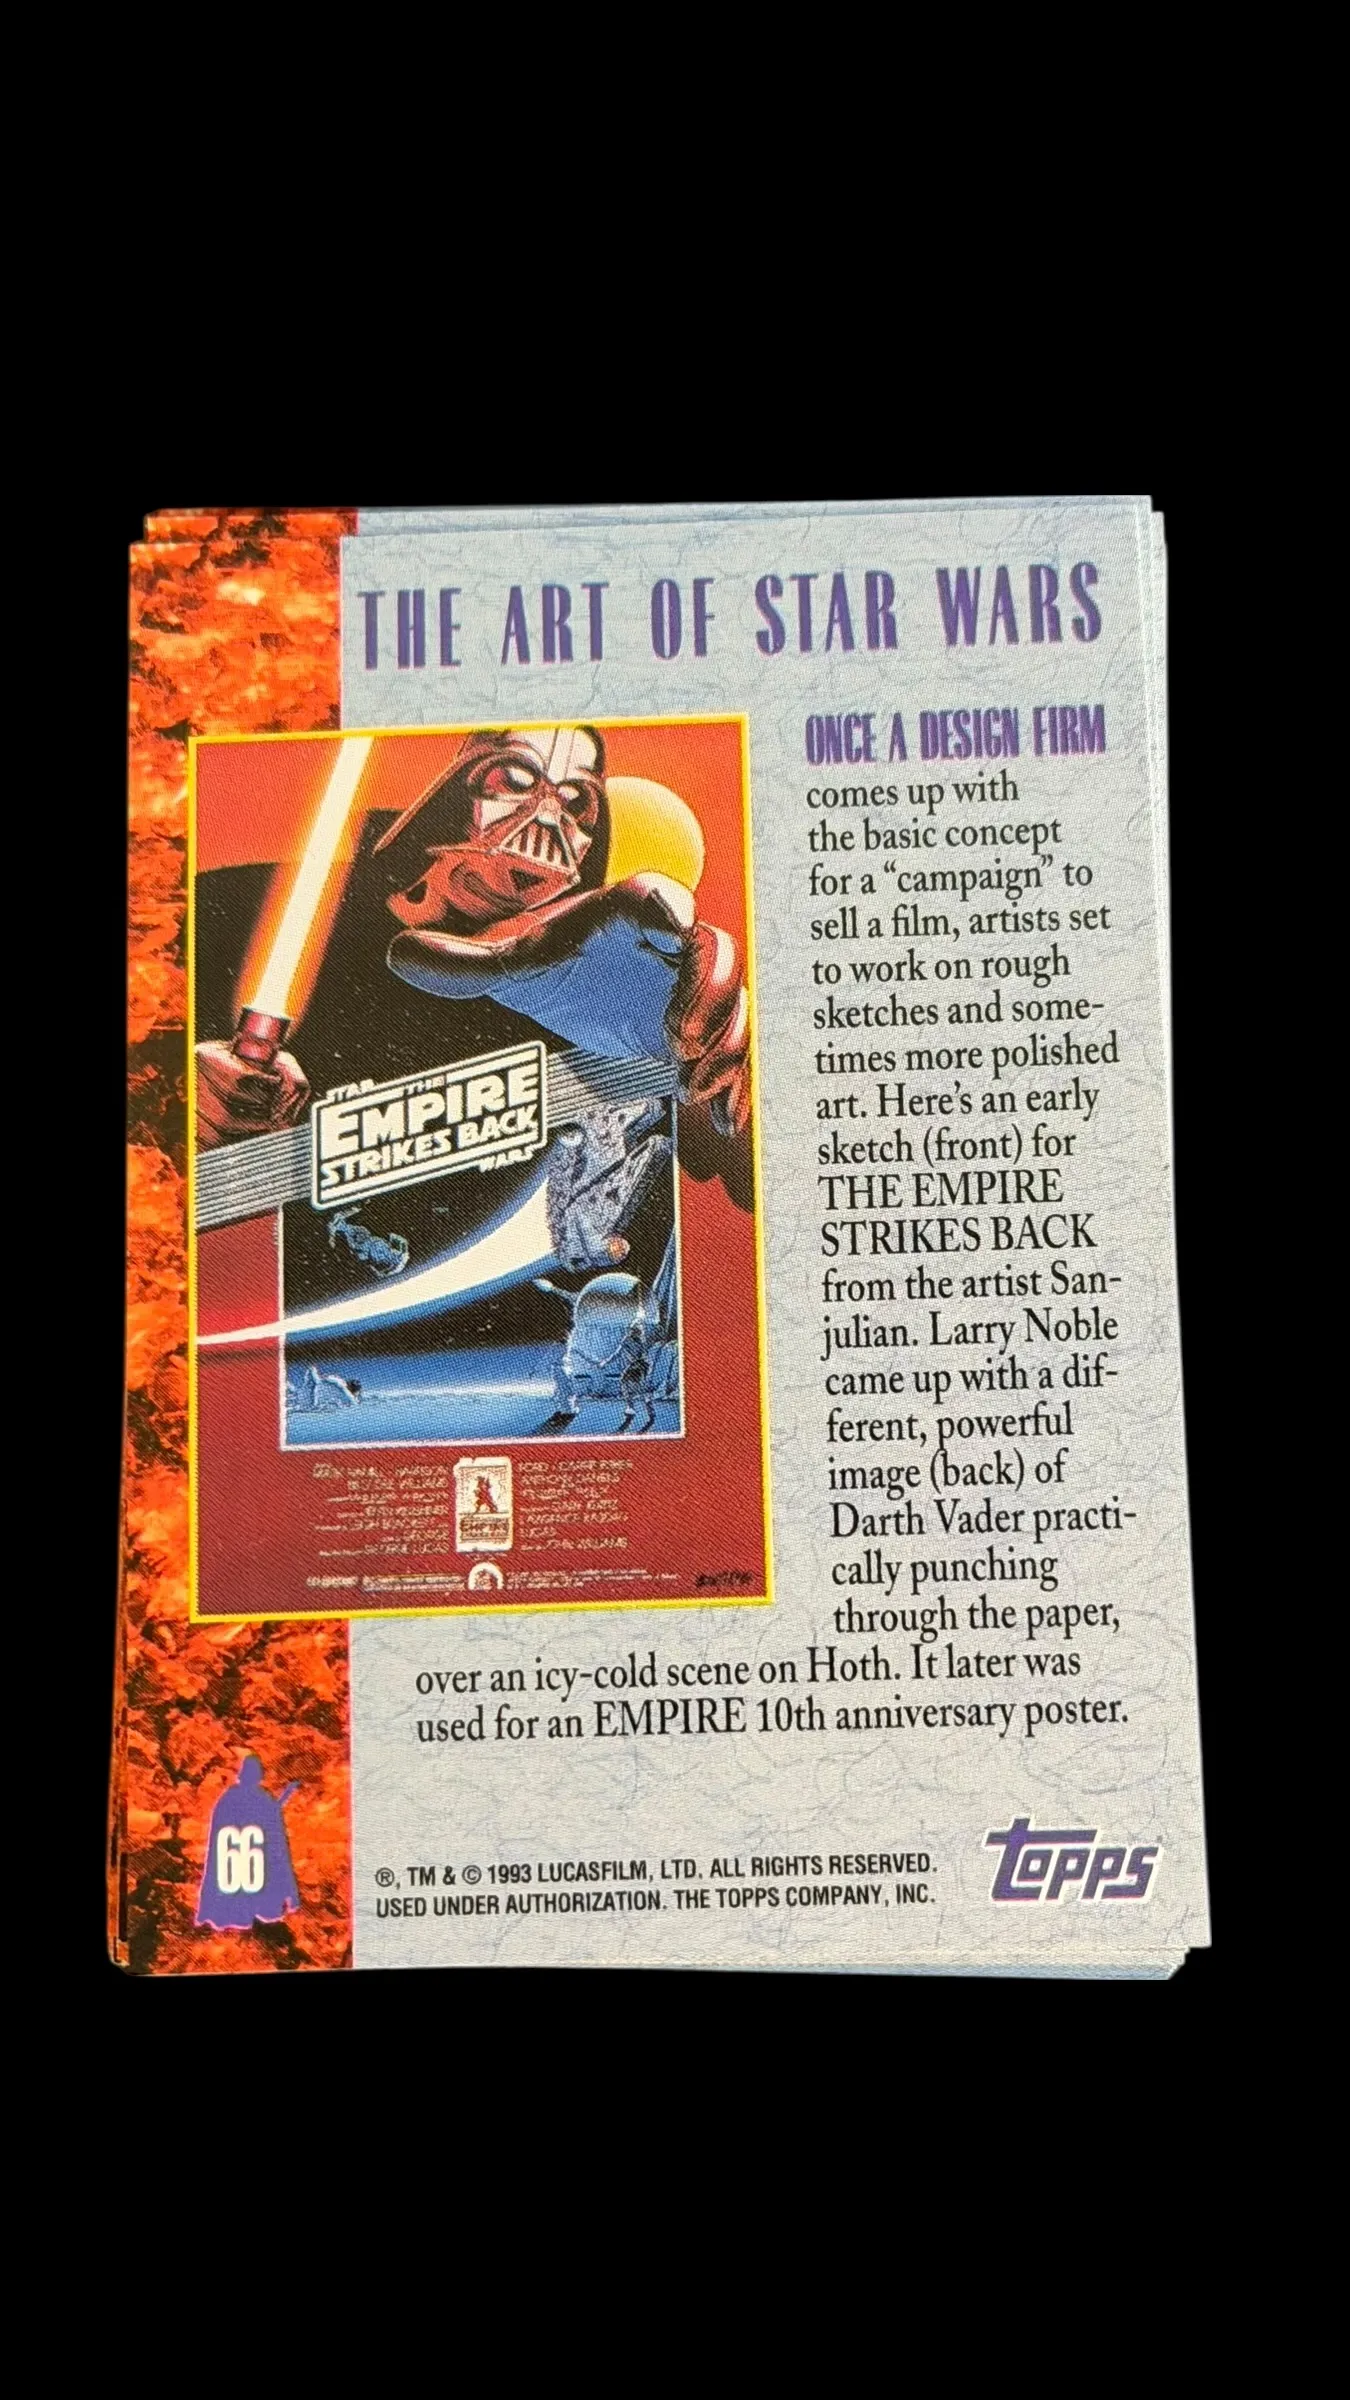 THE ART OF STAR WARS
ONCE A DESIGN FIRM
comes up with
the basic concept
for a “campaign” to
sell a film, artists set
to work on rough
sketches and some-
times more polished
art. Here’s an early
sketch (front) for
THE EMPIRE
STRIKES BACK
from the artist San-
julian. Larry Noble
came up with a dif-
ferent, powerful
image (back) of
Darth Vader practi-
cally punching
through the paper,
over an icy-cold scene on Hoth. It later was
used for an EMPIRE 10th anniversary poster.
STAR THE
EMPIRE
STRIKES BACK
WARS
GEORGE LUCAS
JOHN WILLIAMS
66
®, TM & © 1993 LUCASFILM, LTD. ALL RIGHTS RESERVED.
USED UNDER AUTHORIZATION. THE TOPPS COMPANY, INC.
Topps